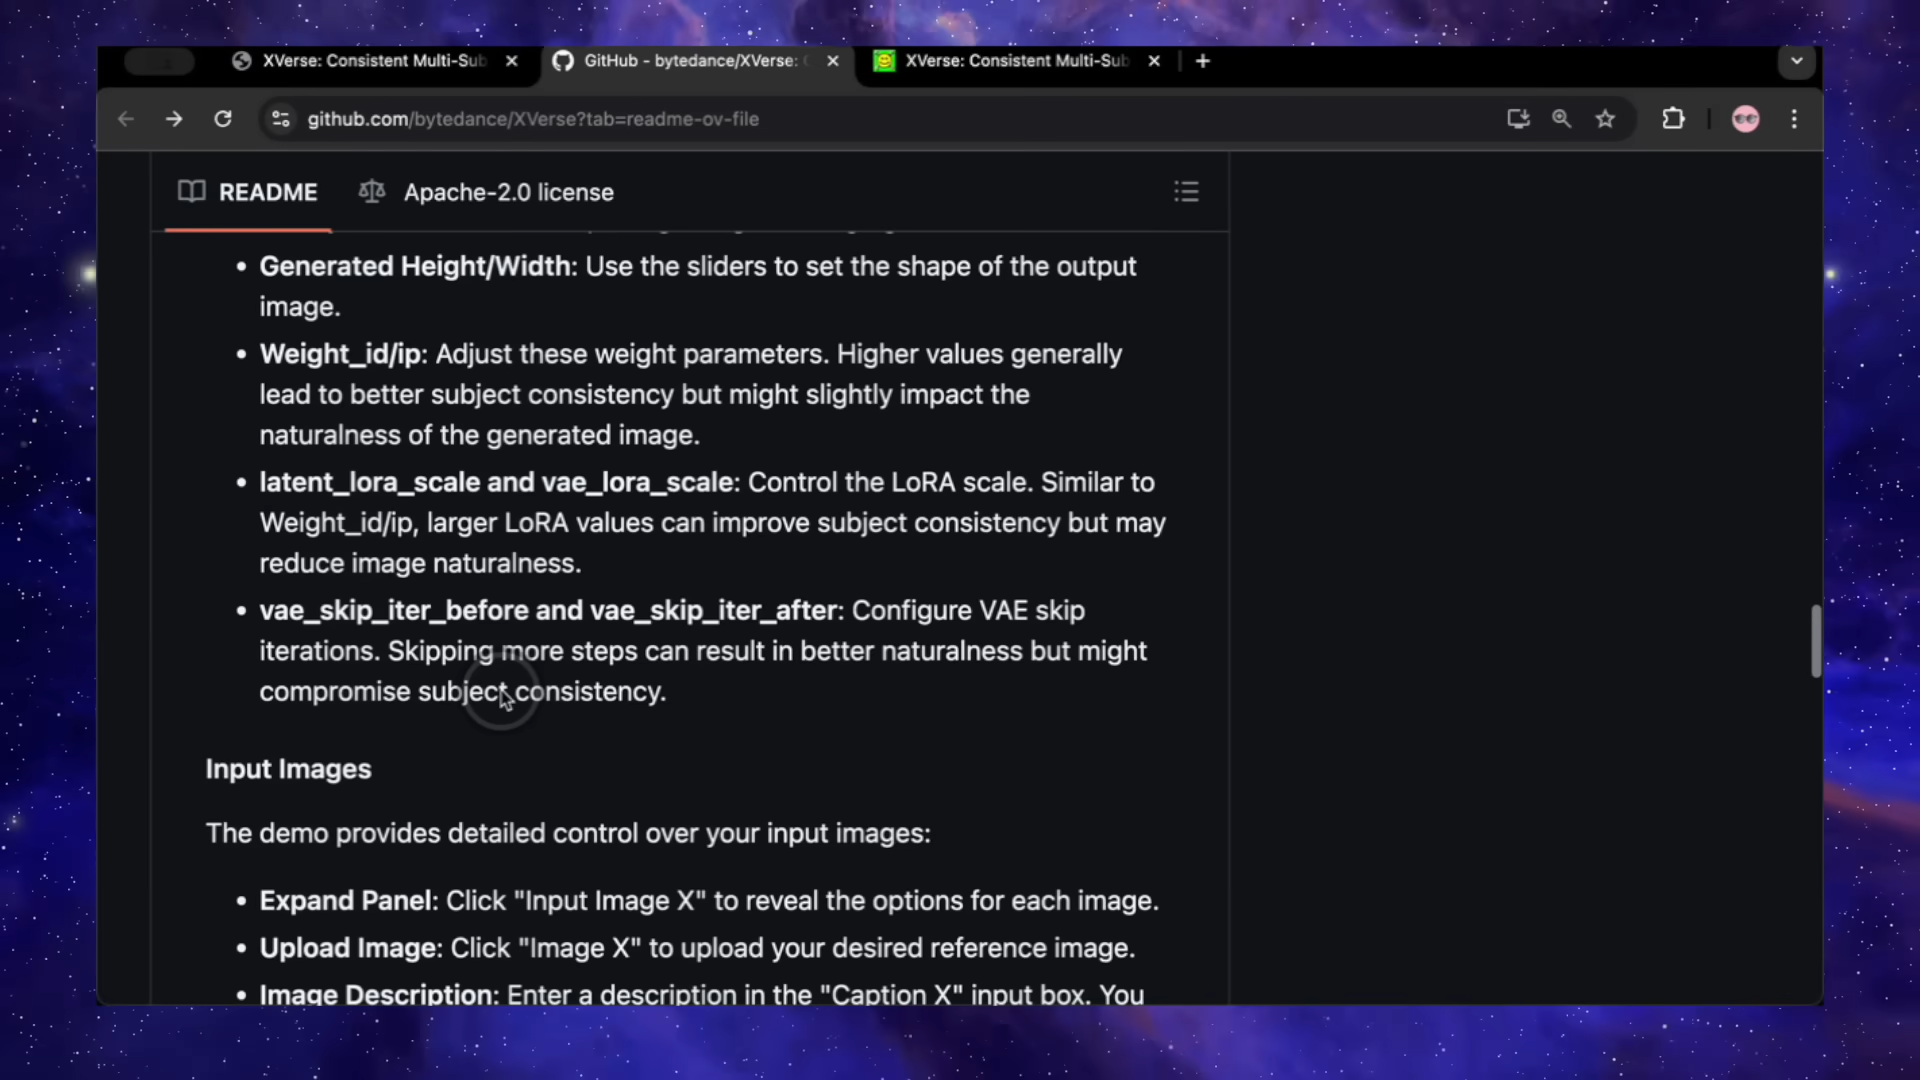 XVerse: Consistent Multi-Sub
GitHub - bytedance/XVerse:
XVerse: Consistent Multi-Sub
github.com/bytedance/XVerse?tab=readme-ov-file
README
Apache-2.0 license
• Generated Height/Width: Use the sliders to set the shape of the output
image.
• Weight_id/ip: Adjust these weight parameters. Higher values generally
lead to better subject consistency but might slightly impact the
naturalness of the generated image.
• latent_lora_scale and vae_lora_scale: Control the LoRA scale. Similar to
Weight_id/ip, larger LoRA values can improve subject consistency but may
reduce image naturalness.
• vae_skip_iter_before and vae_skip_iter_after: Configure VAE skip
iterations. Skipping more steps can result in better naturalness but might
compromise subject consistency.
Input Images
The demo provides detailed control over your input images:
• Expand Panel: Click "Input Image X" to reveal the options for each image.
• Upload Image: Click "Image X" to upload your desired reference image.
• Image Description: Enter a description in the "Caption X" input box. You